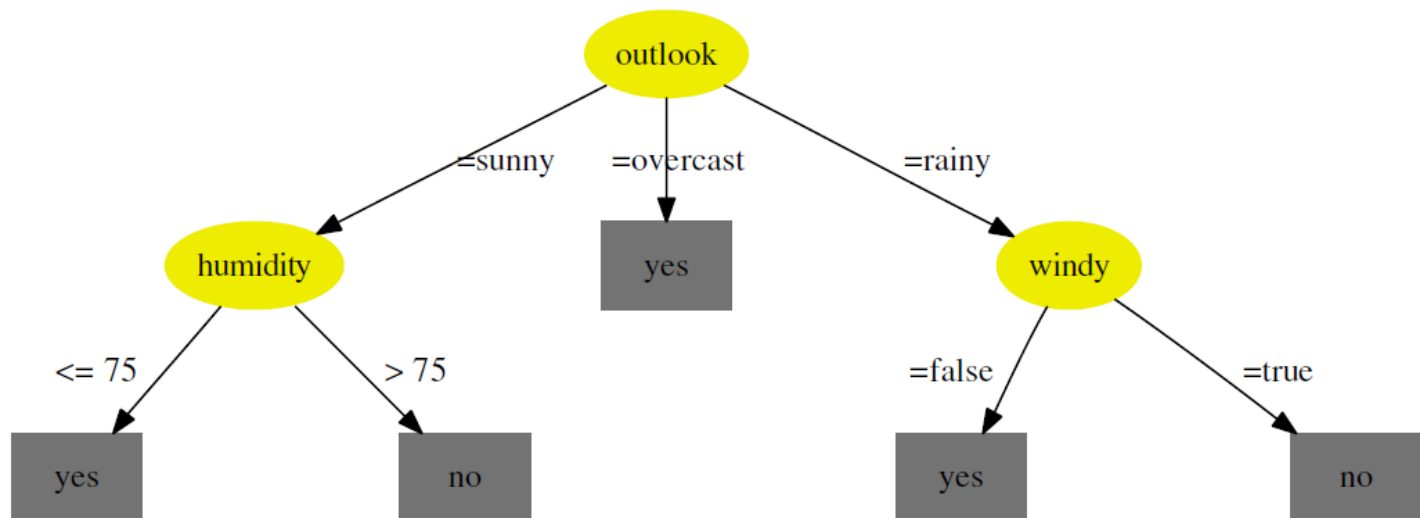 outlook
=sunny
=overcast
=rainy
humidity
yes
windy
<= 75
> 75
=false
=true
yes
no
yes
no